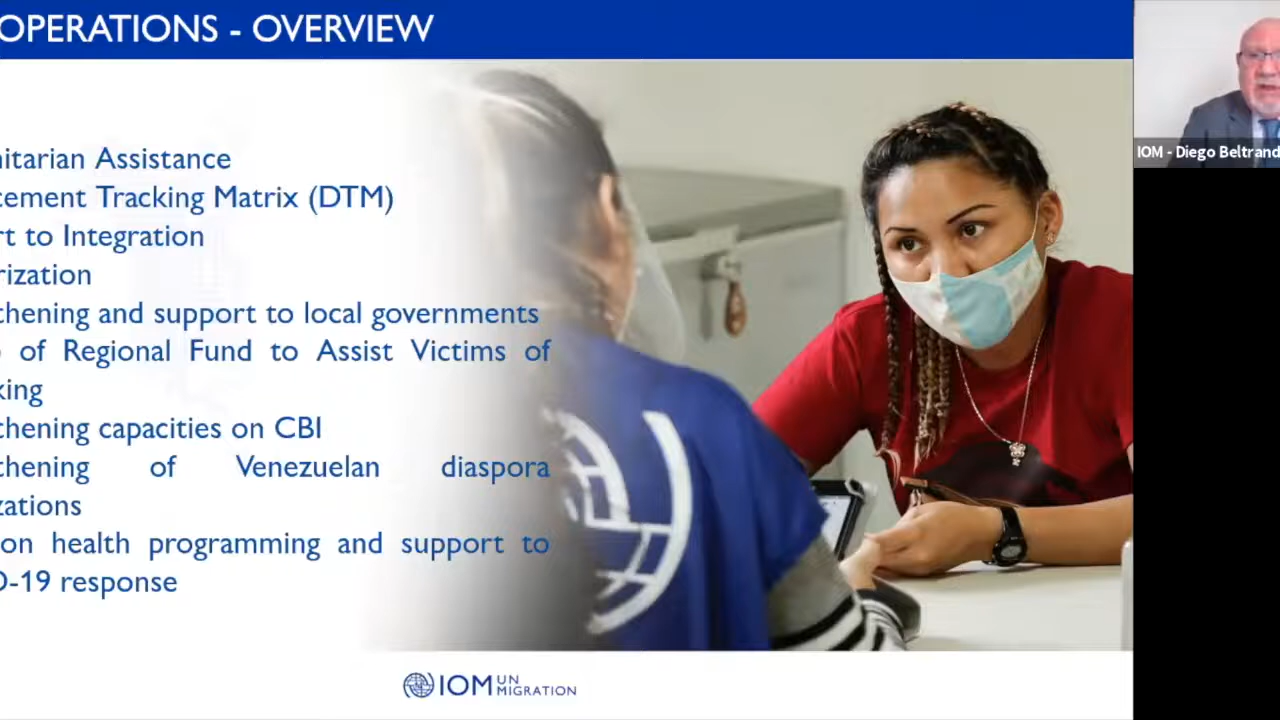 OPERATIONS - OVERVIEW
nitarian Assistance
cement Tracking Matrix (DTM)
rt to Integration
rization
thening and support to local governments
of Regional Fund to Assist Victims of
king
thening capacities on CBI
thening of Venezuelan diaspora
zations
on health programming and support to
D-19 response
IOM UN MIGRATION
IOM - Diego Beltrand